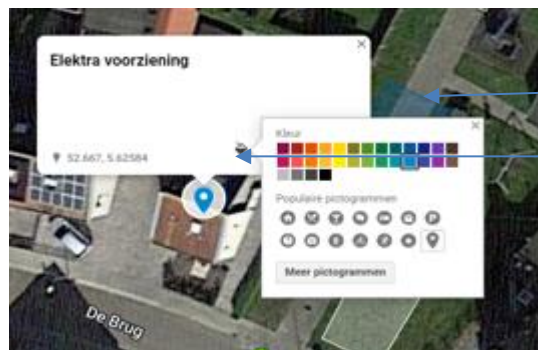 Elektra voorziening
52.667, 5.62584
Kleur
Populaire pictogrammen
Meer pictogrammen
De Brug